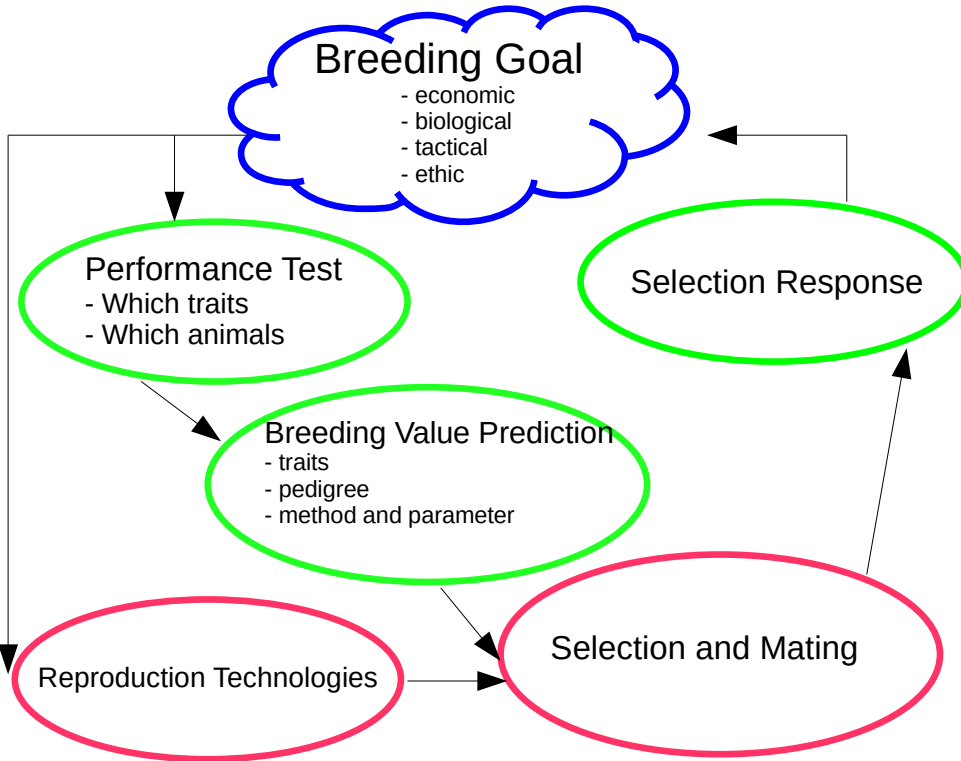 Breeding Goal
- economic
- biological
- tactical
- ethic
Performance Test
- Which traits
- Which animals
Selection Response
Breeding Value Prediction
- traits
- pedigree
- method and parameter
Selection and Mating
Reproduction Technologies